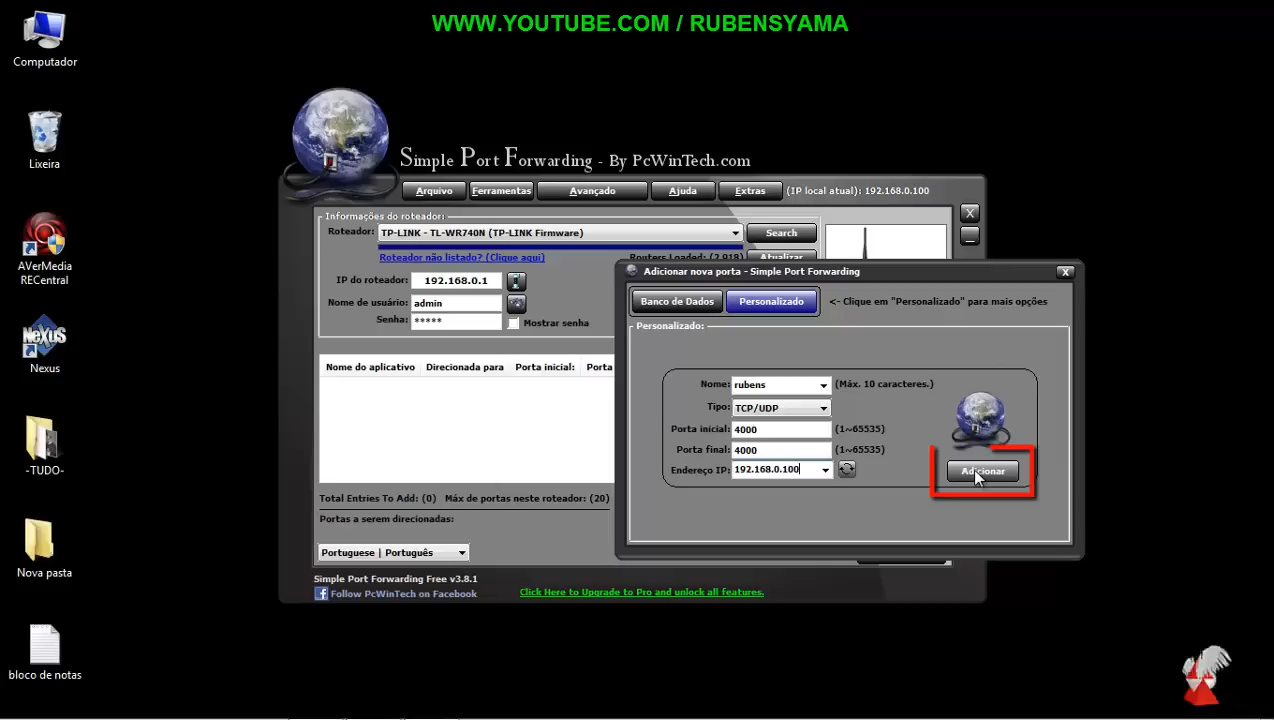 WWW.YOUTUBE.COM / RUBENSYAMA
Computador
Lixeira
AVerMedia
RECentral
Nexus
-TUDO-
Nova pasta
bloco de notas
Simple Port Forwarding - By PcWinTech.com
Arquivo Ferramentas Avançado Ajuda Extras (IP local atual): 192.168.0.100
Informações do roteador:
Roteador: TP-LINK - TL-WR740N (TP-LINK Firmware) Search X
Roteador não listado? (Clique aqui) Routers Loaded: (2,918) Atualizar
IP do roteador: 192.168.0.1
Nome de usuário: admin
Senha: ***** Mostrar senha
Nome do aplicativo Direcionada para Porta inicial: Porta
Total Entries To Add: (0) Máx de portas neste roteador: (20)
Portas a serem direcionadas:
Portuguese | Português
Simple Port Forwarding Free v3.8.1
Follow PcWinTech on Facebook Click Here to Upgrade to Pro and unlock all features.
Adicionar nova porta - Simple Port Forwarding X
Banco de Dados Personalizado <- Clique em "Personalizado" para mais opções
Personalizado:
Nome: rubens (Máx. 10 caracteres.)
Tipo: TCP/UDP
Porta inicial: 4000 (1~65535)
Porta final: 4000 (1~65535)
Endereço IP: 192.168.0.100
Adicionar